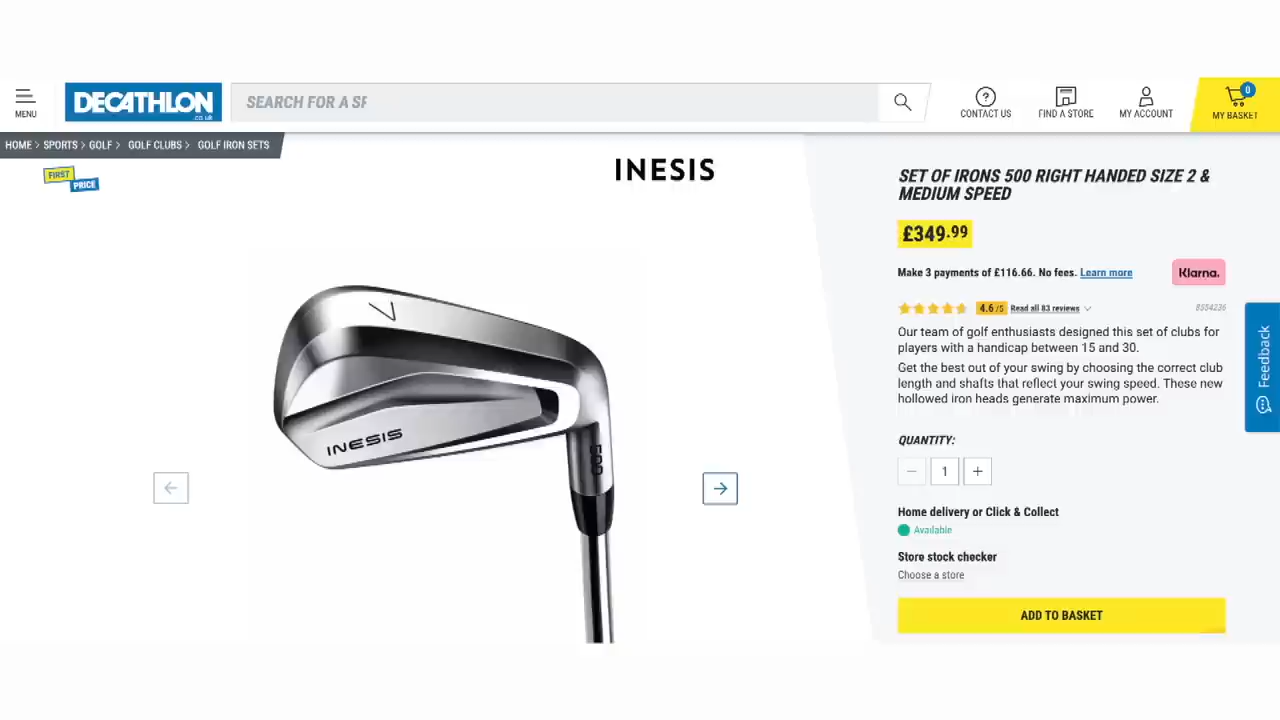 MENU
DECATHLON
.co.uk
SEARCH FOR A SF
CONTACT US
FIND A STORE
MY ACCOUNT
0
MY BASKET
HOME > SPORTS > GOLF > GOLF CLUBS > GOLF IRON SETS
FIRST
PRICE
INESIS
SET OF IRONS 500 RIGHT HANDED SIZE 2 &
MEDIUM SPEED
£349.99
Make 3 payments of £116.66. No fees. Learn more
Klarna.
4.6/5 Read all 83 reviews
8554236
Our team of golf enthusiasts designed this set of clubs for
players with a handicap between 15 and 30.
Get the best out of your swing by choosing the correct club
length and shafts that reflect your swing speed. These new
hollowed iron heads generate maximum power.
QUANTITY:
− 1 +
Home delivery or Click & Collect
Available
Store stock checker
Choose a store
ADD TO BASKET
Feedback
7
INESIS
500